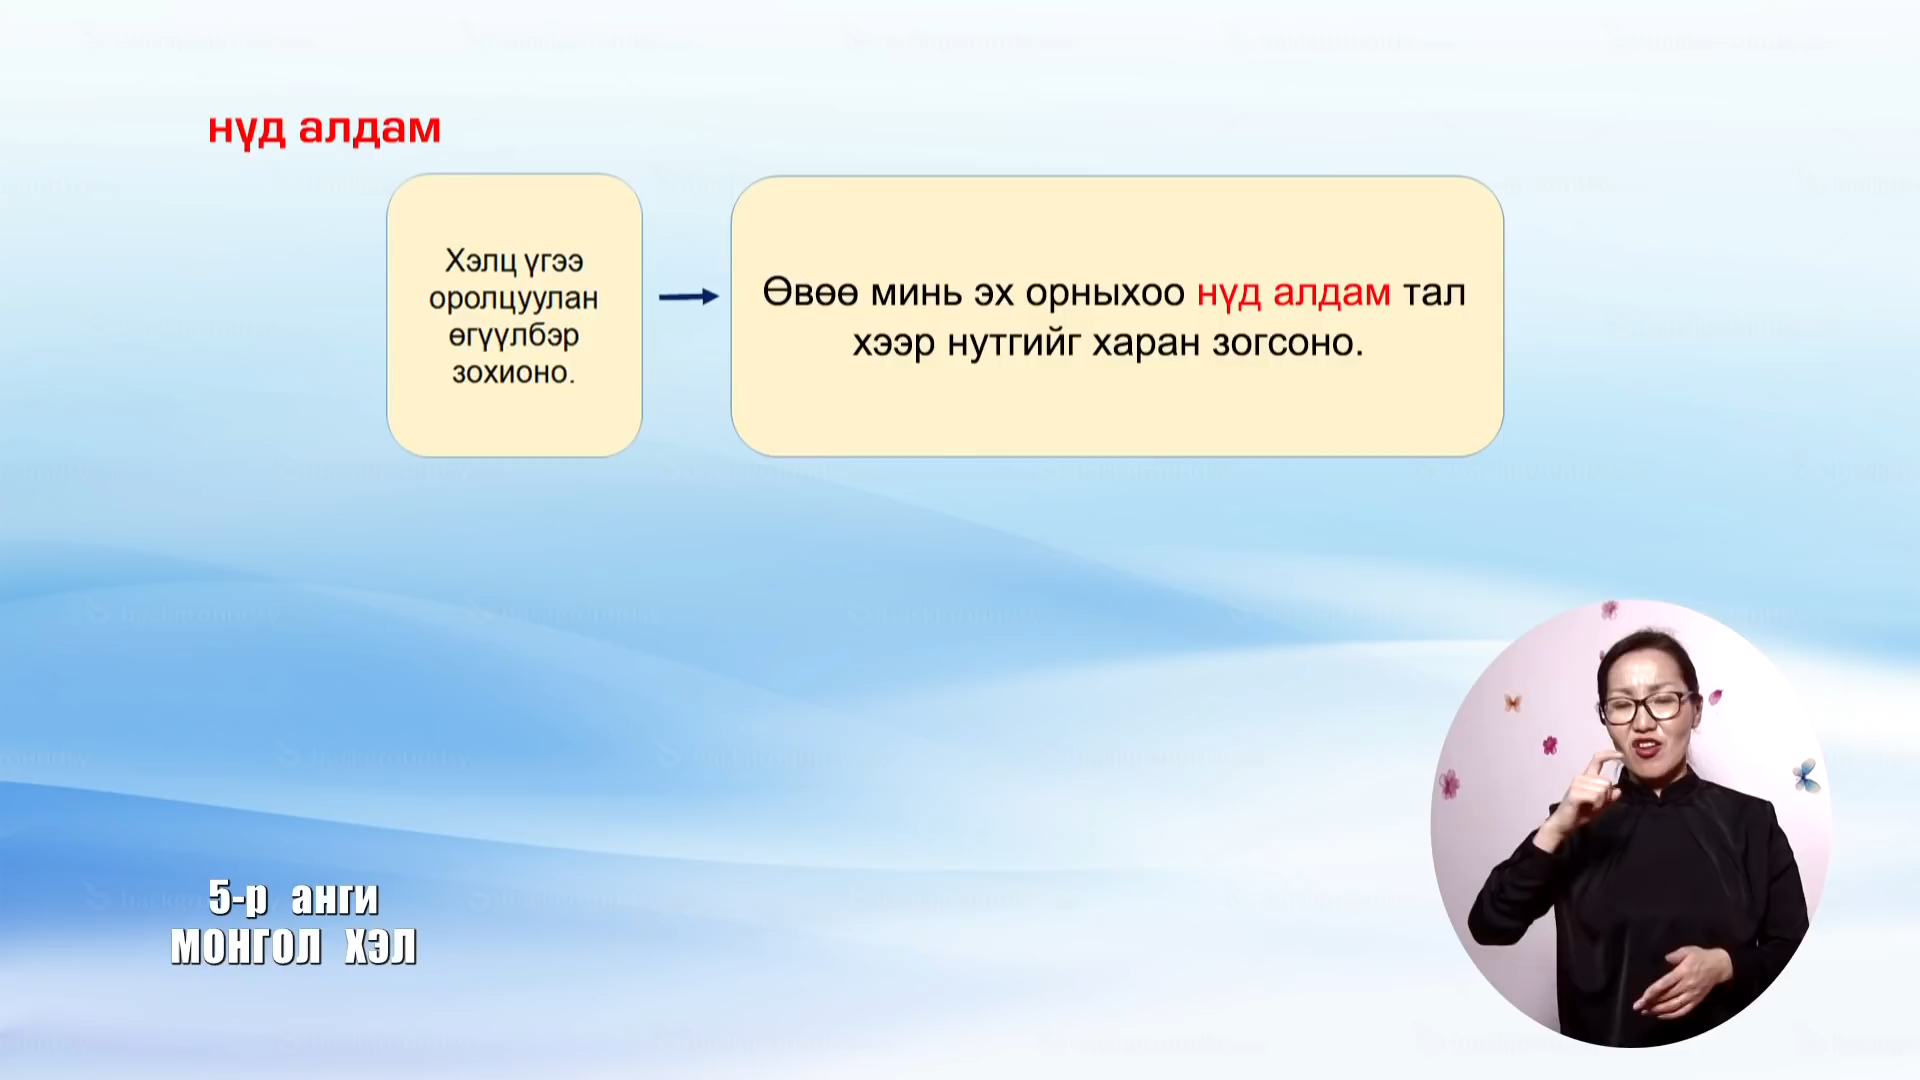 нүд алдам
Хэлц үгээ
оролцуулан
өгүүлбэр
зохионо.
Өвөө минь эх орныхоо нүд алдам тал
хээр нутгийг харан зогсоно.
5-р анги
МОНГОЛ ХЭЛ